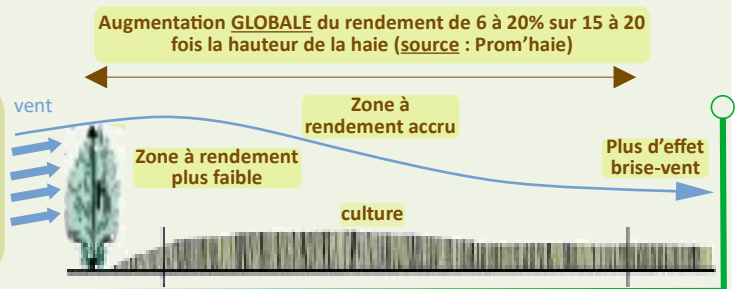 Augmentation GLOBALE du rendement de 6 à 20% sur 15 à 20
fois la hauteur de la haie (source : Prom'haie)
vent
Zone à
rendement accru
Zone à rendement
plus faible
Plus d'effet
brise-vent
culture